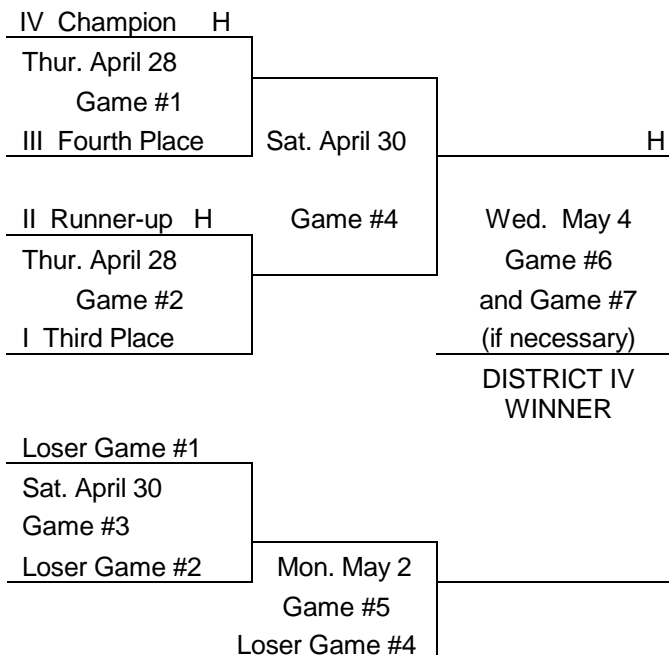 IV Champion H
Thur. April 28
Game #1
III Fourth Place
Sat. April 30
H
II Runner-up H
Game #4
Wed. May 4
Thur. April 28
Game #6
Game #2
and Game #7
I Third Place
(if necessary)
DISTRICT IV
WINNER
Loser Game #1
Sat. April 30
Game #3
Loser Game #2
Mon. May 2
Game #5
Loser Game #4